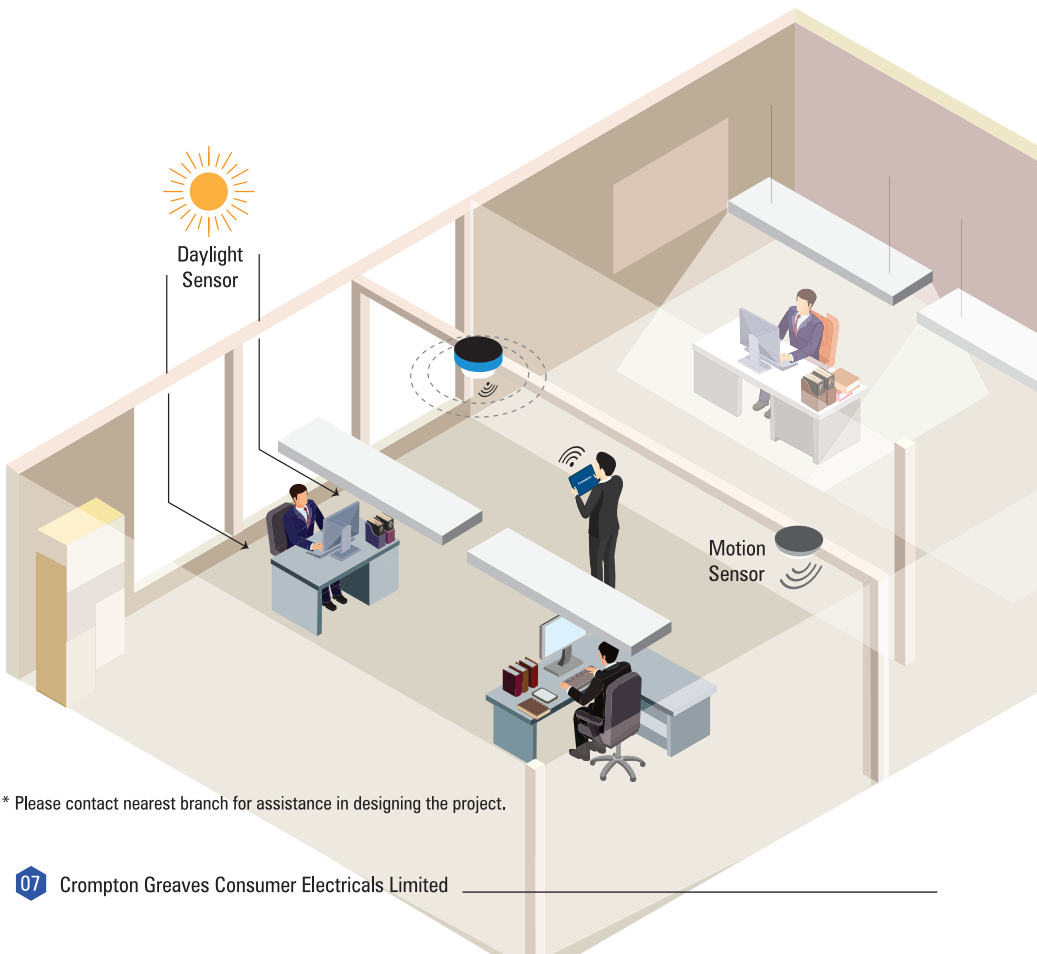 Daylight
Sensor
Motion
Sensor
* Please contact nearest branch for assistance in designing the project.
07 Crompton Greaves Consumer Electricals Limited